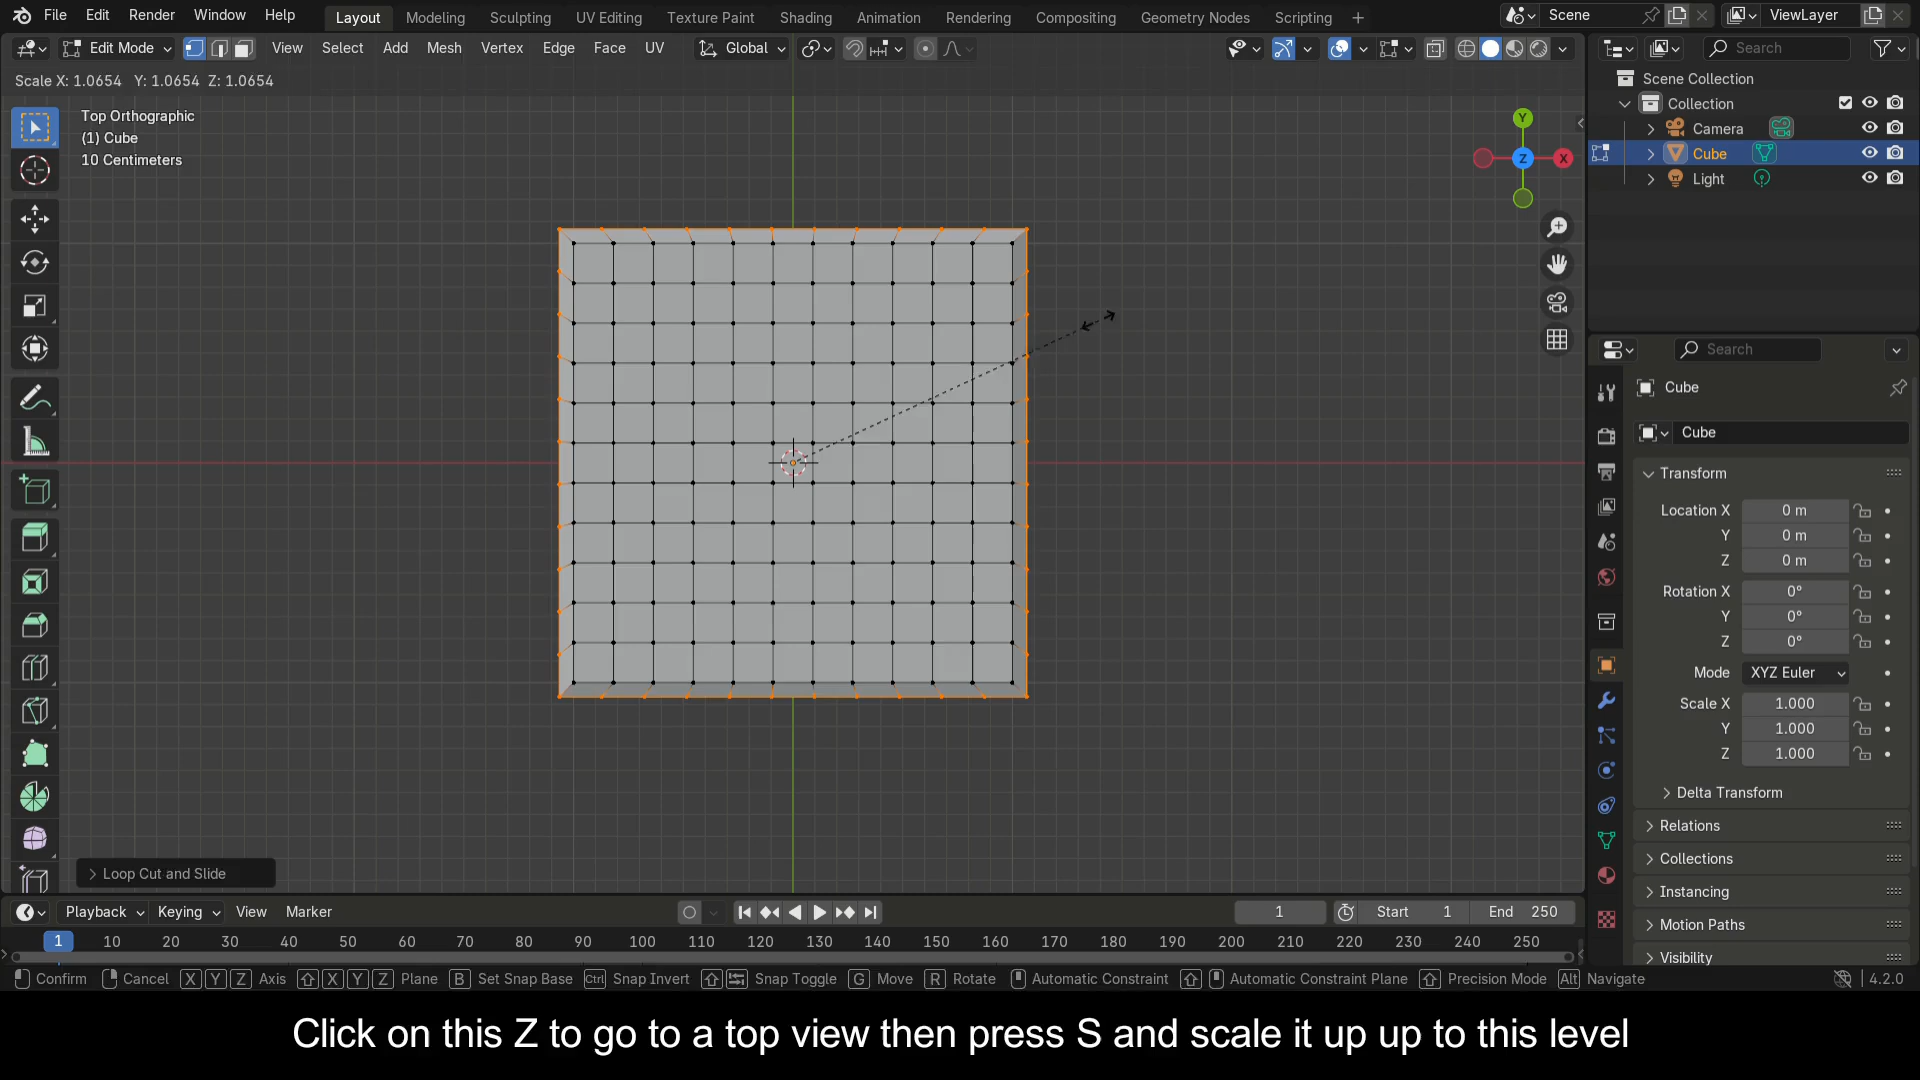 File Edit Render Window Help Layout Modeling Sculpting UV Editing Texture Paint Shading Animation Rendering Compositing Geometry Nodes Scripting + Scene ViewLayer
Edit Mode View Select Add Mesh Vertex Edge Face UV Global Search
Scale X: 1.0654 Y: 1.0654 Z: 1.0654
Scene Collection
Collection
Camera
Cube
Light
Top Orthographic
(1) Cube
10 Centimeters
Y
Z X
Search
Cube
Cube
Transform
Location X 0 m
Y 0 m
Z 0 m
Rotation X 0°
Y 0°
Z 0°
Mode XYZ Euler
Scale X 1.000
Y 1.000
Z 1.000
Delta Transform
Relations
Collections
Instancing
Motion Paths
Visibility
Loop Cut and Slide
Playback Keying View Marker 1 Start 1 End 250
1 10 20 30 40 50 60 70 80 90 100 110 120 130 140 150 160 170 180 190 200 210 220 230 240 250
Confirm Cancel X Y Z Axis X Y Z Plane B Set Snap Base Ctrl Snap Invert Snap Toggle G Move R Rotate Automatic Constraint Automatic Constraint Plane Precision Mode Alt Navigate 4.2.0
Click on this Z to go to a top view then press S and scale it up up to this level